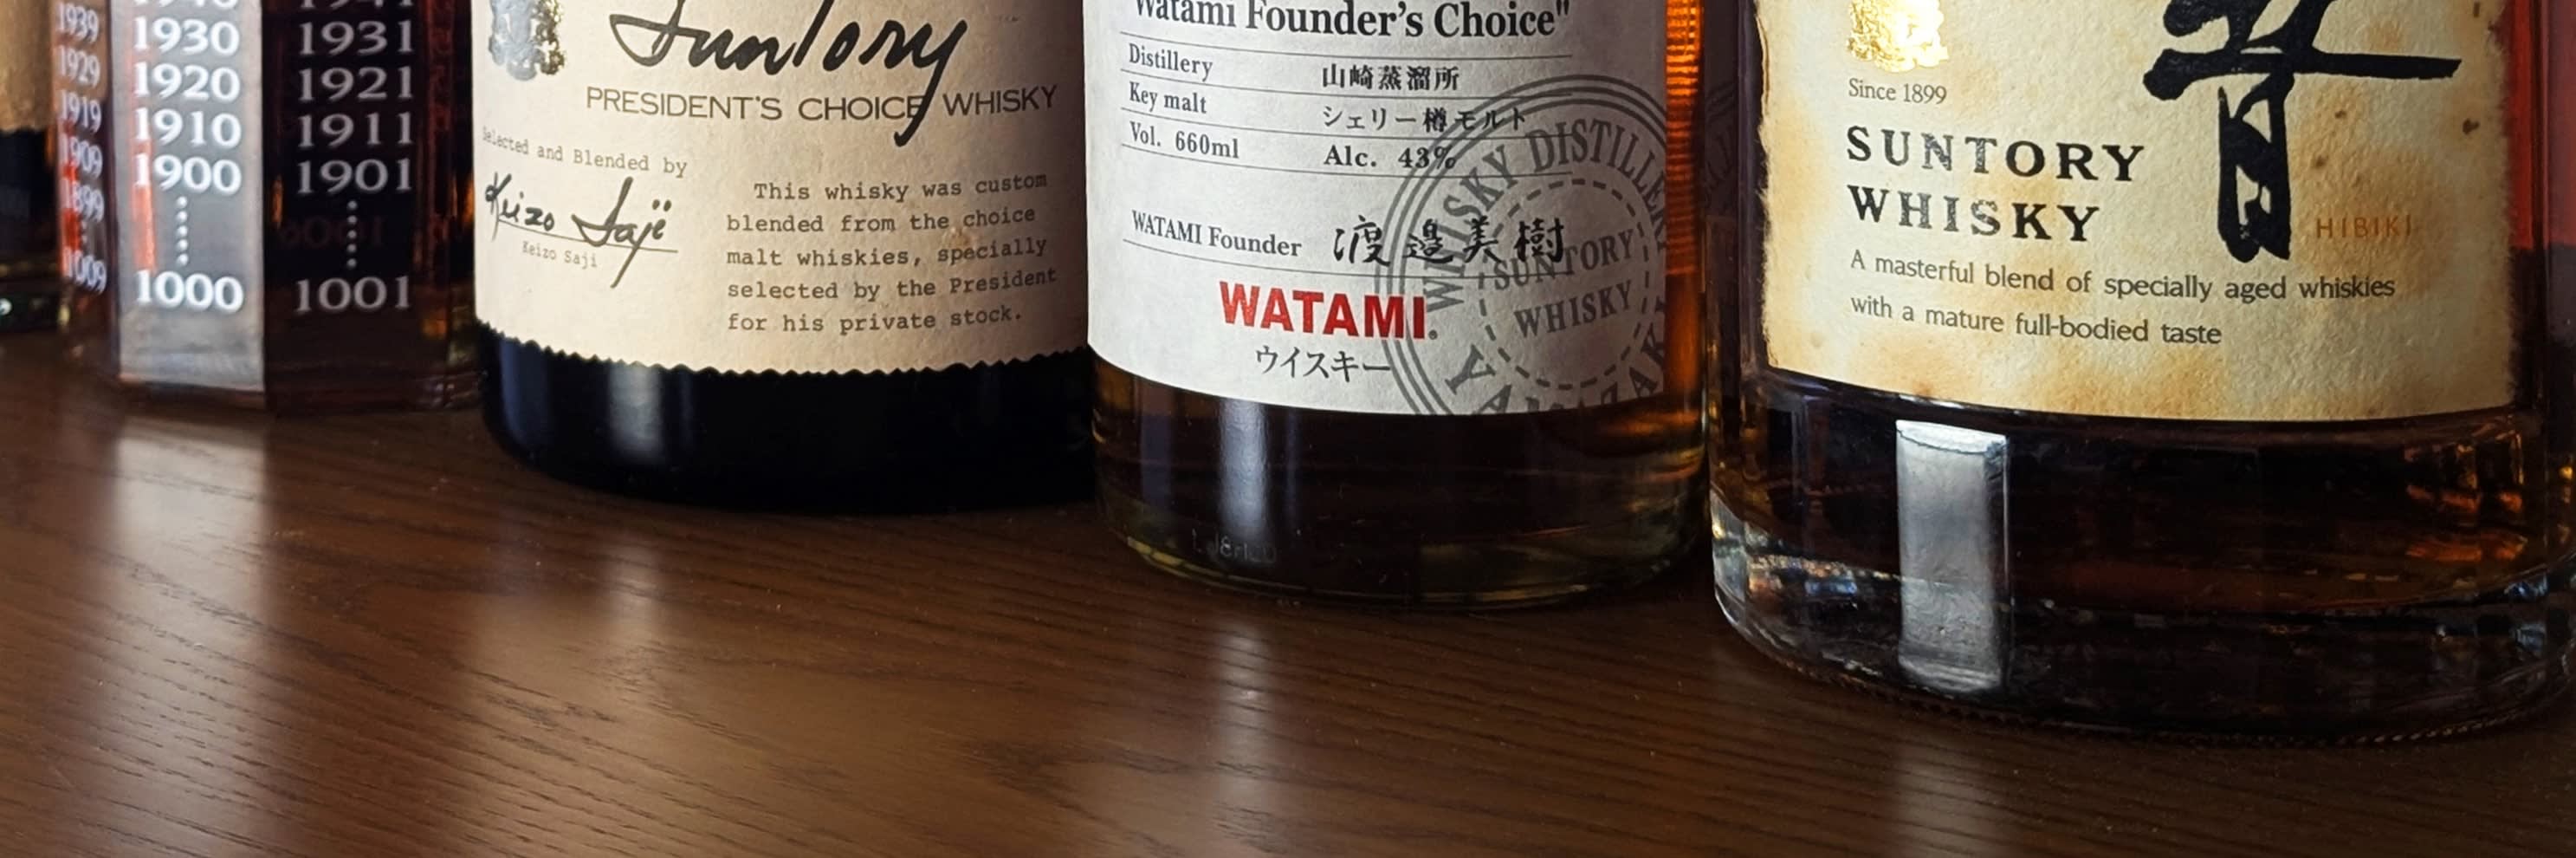 1939
1929
1919
1909
1899
1009
1930
1920
1910
1900
1000
1931
1921
1911
1901
1001
Suntory
PRESIDENT'S CHOICE WHISKY
Selected and Blended by
Keizo Saji
Keizo Saji
This whisky was custom
blended from the choice
malt whiskies, specially
selected by the President
for his private stock.
Watami Founder's Choice"
Distillery 山崎蒸溜所
Key malt シェリー樽モルト
Vol. 660ml Alc. 43%
WATAMI Founder 渡邉美樹
WATAMI
ウイスキー
WHISKY DISTILLERY
SUNTORY
WHISKY
YAMAZAKI
Since 1899
SUNTORY
WHISKY
HIBIKI
A masterful blend of specially aged whiskies
with a mature full-bodied taste